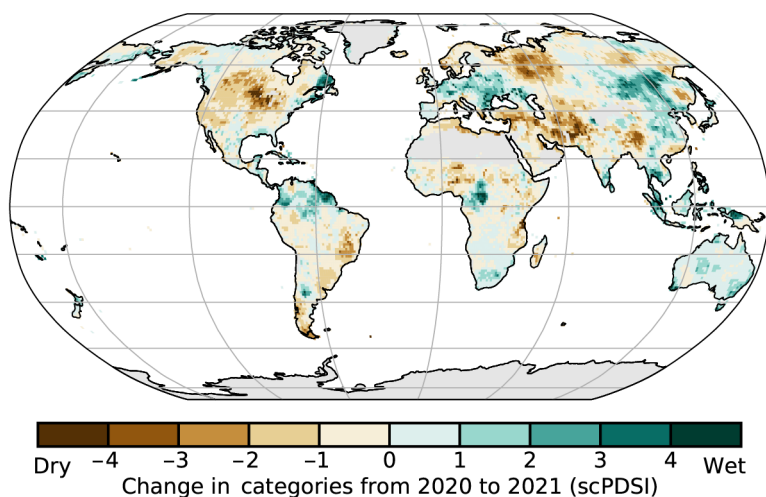 Dry −4 −3 −2 −1 0 1 2 3 4 Wet
Change in categories from 2020 to 2021 (scPDSI)